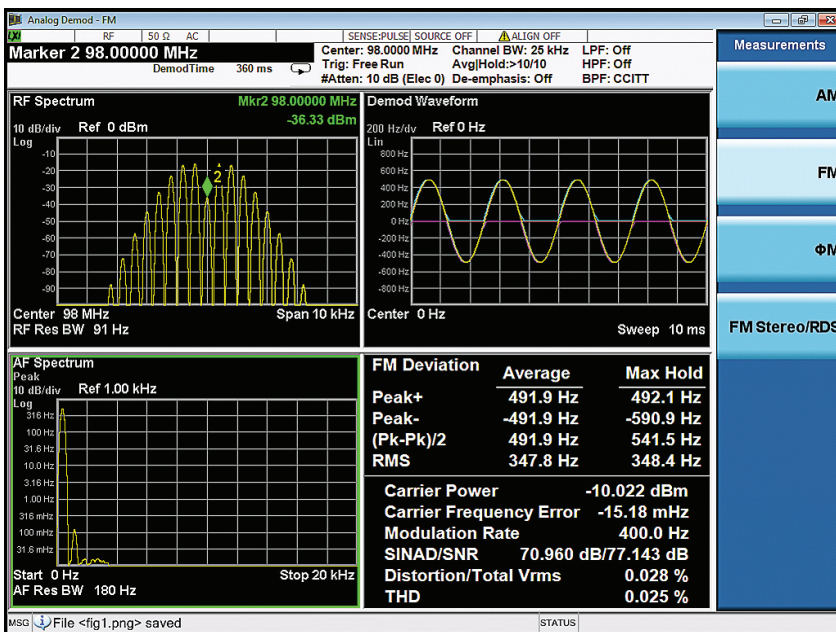 Analog Demod - FM
LXI RF 50 Ω AC SENSE:PULSE SOURCE OFF ALIGN OFF
Marker 2 98.00000 MHz
DemodTime 360 ms
Center: 98.0000 MHz Channel BW: 25 kHz LPF: Off
Trig: Free Run Avg|Hold:>10/10 HPF: Off
#Atten: 10 dB (Elec 0) De-emphasis: Off BPF: CCITT
Measurements
AM
FM
ΦM
FM Stereo/RDS
RF Spectrum
Mkr2 98.00000 MHz
-36.33 dBm
10 dB/div Ref 0 dBm
Log
-10
-20
-30
-40
-50
-60
-70
-80
-90
2
Center 98 MHz Span 10 kHz
RF Res BW 91 Hz
Demod Waveform
200 Hz/dv Ref 0 Hz
Lin
800 Hz
600 Hz
400 Hz
200 Hz
0 Hz
-200 Hz
-400 Hz
-600 Hz
-800 Hz
Center 0 Hz
Sweep 10 ms
AF Spectrum
Peak
10 dB/div Ref 1.00 kHz
Log
316 Hz
100 Hz
31.6 Hz
10.0 Hz
3.16 Hz
1.00 Hz
316 mHz
100 mHz
31.6 mHz
Start 0 Hz Stop 20 kHz
AF Res BW 180 Hz
FM Deviation Average Max Hold
Peak+ 491.9 Hz 492.1 Hz
Peak- -491.9 Hz -590.9 Hz
(Pk-Pk)/2 491.9 Hz 541.5 Hz
RMS 347.8 Hz 348.4 Hz
Carrier Power -10.022 dBm
Carrier Frequency Error -15.18 mHz
Modulation Rate 400.0 Hz
SINAD/SNR 70.960 dB/77.143 dB
Distortion/Total Vrms 0.028 %
THD 0.025 %
MSG File <fig1.png> saved STATUS